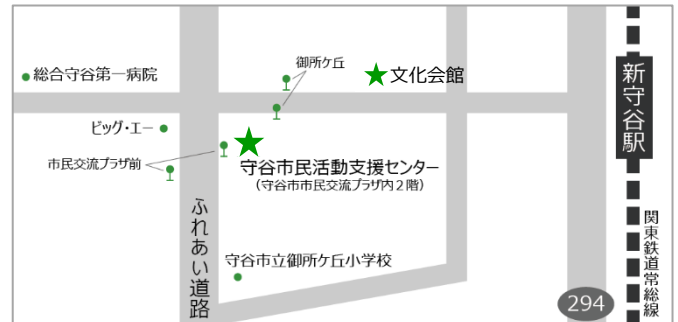 御所ケ丘
総合守谷第一病院
文化会館
新守谷駅
ビッグ・エー
市民交流プラザ前
守谷市民活動支援センター
(守谷市市民交流プラザ内2階)
ふれあい道路
関東鉄道常総線
守谷市立御所ケ丘小学校
294